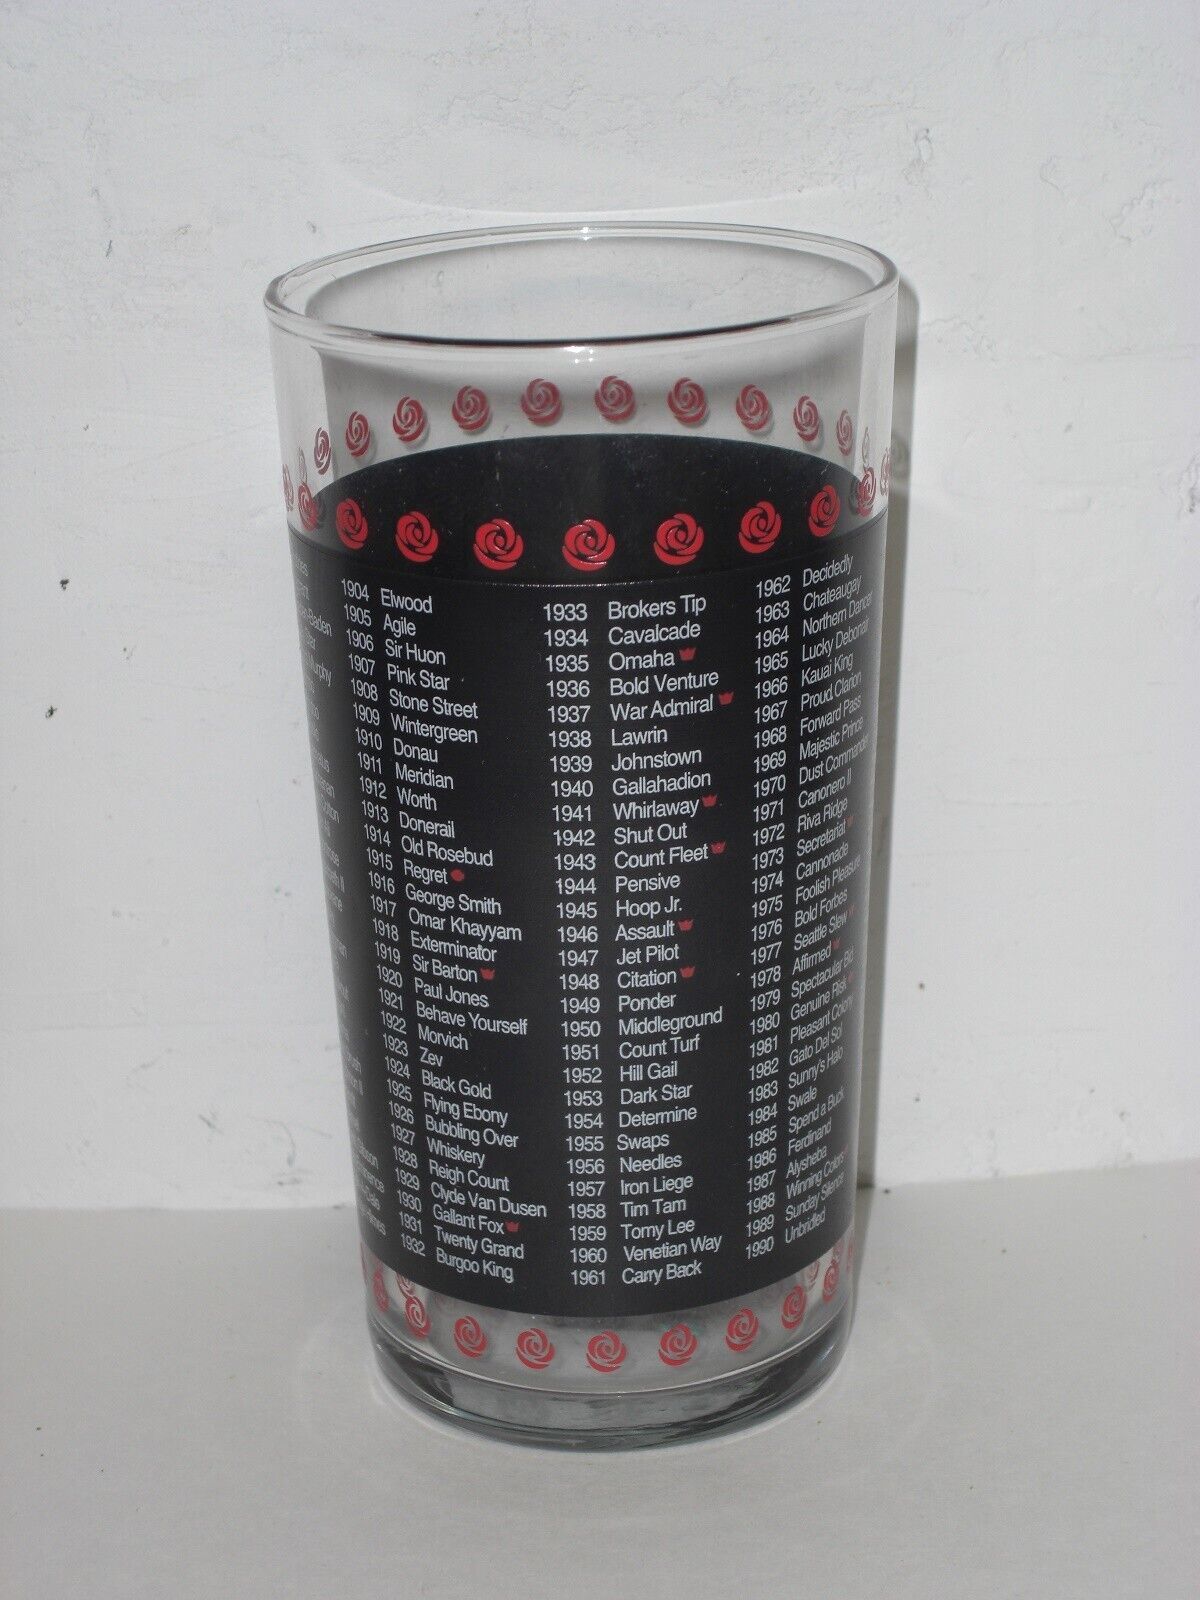 1904 Elwood
1905 Agile
1906 Sir Huon
1907 Pink Star
1908 Stone Street
1909 Wintergreen
1910 Donau
1911 Meridian
1912 Worth
1913 Donerail
1914 Old Rosebud
1915 Regret
1916 George Smith
1917 Omar Khayyam
1918 Exterminator
1919 Sir Barton
1920 Paul Jones
1921 Behave Yourself
1922 Morvich
1923 Zev
1924 Black Gold
1925 Flying Ebony
1926 Bubbling Over
1927 Whiskery
1928 Reigh Count
1929 Clyde Van Dusen
1930 Gallant Fox
1931 Twenty Grand
1932 Burgoo King
1933 Brokers Tip
1934 Cavalcade
1935 Omaha
1936 Bold Venture
1937 War Admiral
1938 Lawrin
1939 Johnstown
1940 Gallahadion
1941 Whirlaway
1942 Shut Out
1943 Count Fleet
1944 Pensive
1945 Hoop Jr.
1946 Assault
1947 Jet Pilot
1948 Citation
1949 Ponder
1950 Middleground
1951 Count Turf
1952 Hill Gail
1953 Dark Star
1954 Determine
1955 Swaps
1956 Needles
1957 Iron Liege
1958 Tim Tam
1959 Tomy Lee
1960 Venetian Way
1961 Carry Back
1962 Decidedly
1963 Chateaugay
1964 Northern Dancer
1965 Lucky Debonair
1966 Kauai King
1967 Proud Clarion
1968 Forward Pass
1969 Majestic Prince
1970 Dust Commander
1971 Canonero II
1972 Riva Ridge
1973 Secretariat
1974 Cannonade
1975 Foolish Pleasure
1976 Bold Forbes
1977 Seattle Slew
1978 Affirmed
1979 Spectacular Bid
1980 Genuine Risk
1981 Pleasant Colony
1982 Gato Del Sol
1983 Sunny's Halo
1984 Swale
1985 Spend a Buck
1986 Ferdinand
1987 Alysheba
1988 Winning Colors
1989 Sunday Silence
1990 Unbridled